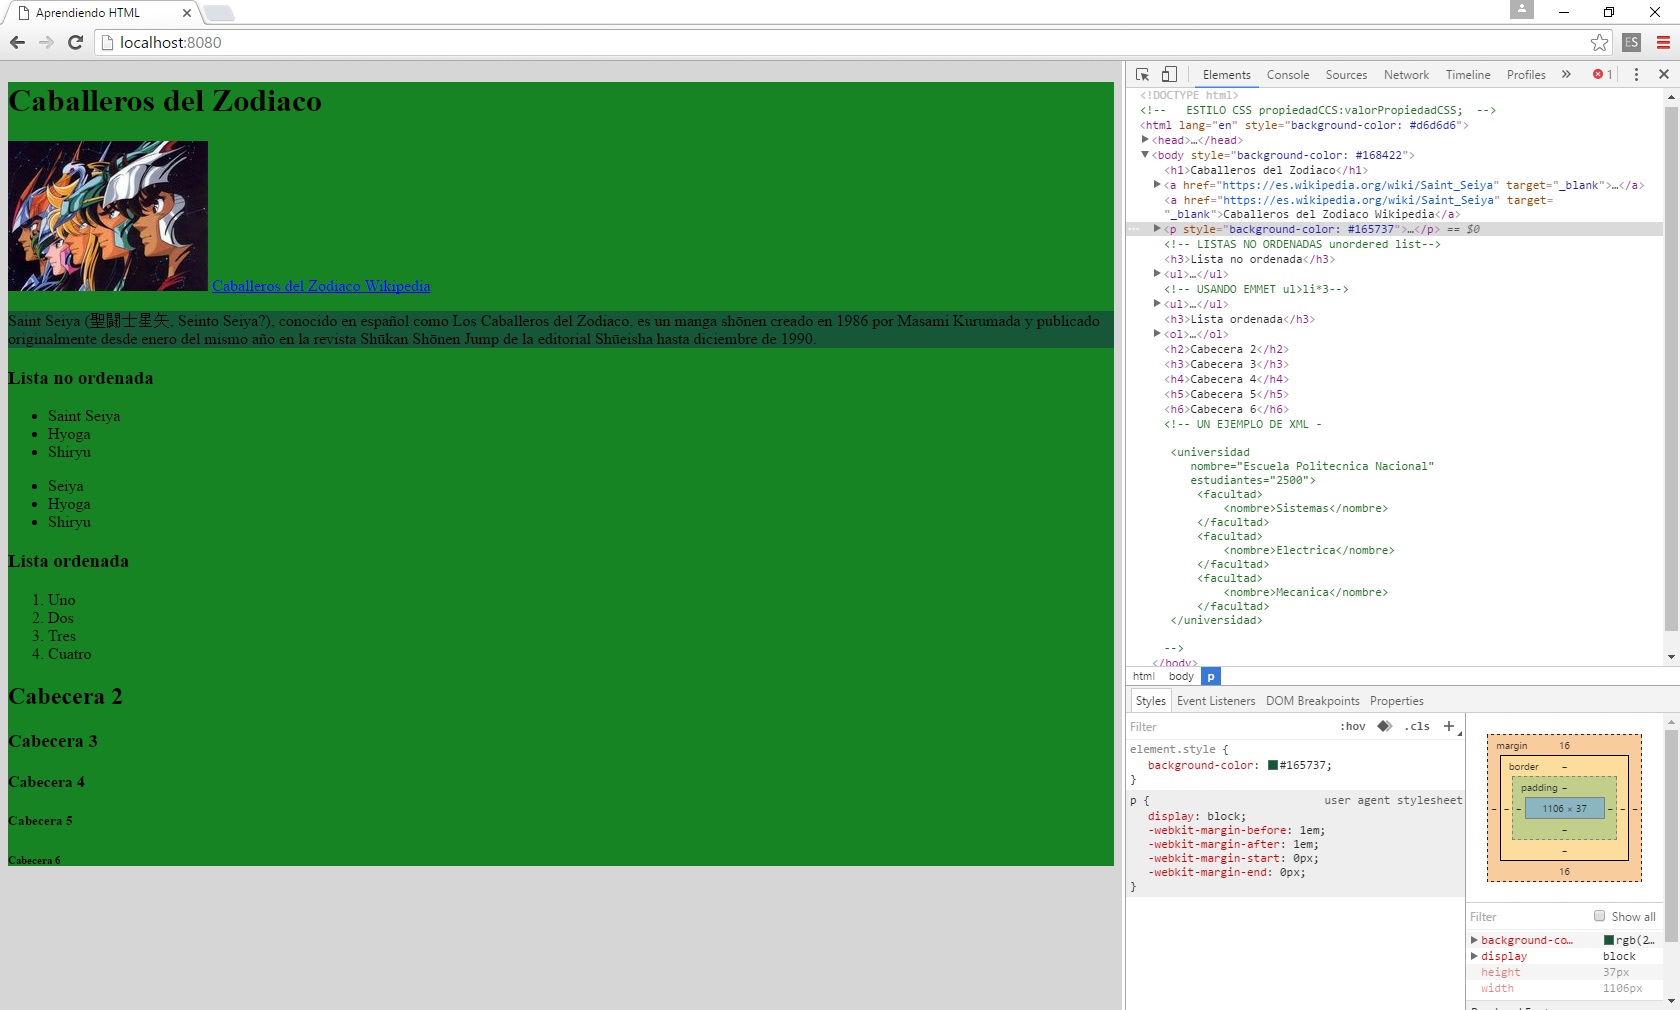 Aprendiendo HTML
localhost:8080
ES
Caballeros del Zodiaco
Caballeros del Zodiaco Wikipedia
Saint Seiya (聖闘士星矢, Seinto Seiya?), conocido en español como Los Caballeros del Zodiaco, es un manga shōnen creado en 1986 por Masami Kurumada y publicado
originalmente desde enero del mismo año en la revista Shūkan Shōnen Jump de la editorial Shūeisha hasta diciembre de 1990.
Lista no ordenada
Saint Seiya
Hyoga
Shiryu
Seiya
Hyoga
Shiryu
Lista ordenada
1. Uno
2. Dos
3. Tres
4. Cuatro
Cabecera 2
Cabecera 3
Cabecera 4
Cabecera 5
Cabecera 6
Elements Console Sources Network Timeline Profiles » 1
<!DOCTYPE html>
<!--   ESTILO CSS propiedadCCS:valorPropiedadCSS;  -->
<html lang="en" style="background-color: #d6d6d6">
<head>…</head>
<body style="background-color: #168422">
<h1>Caballeros del Zodiaco</h1>
<a href="https://es.wikipedia.org/wiki/Saint_Seiya" target="_blank">…</a>
<a href="https://es.wikipedia.org/wiki/Saint_Seiya" target=
"_blank">Caballeros del Zodiaco Wikipedia</a>
<p style="background-color: #165737">…</p> == $0
<!-- LISTAS NO ORDENADAS unordered list-->
<h3>Lista no ordenada</h3>
<ul>…</ul>
<!-- USANDO EMMET ul>li*3-->
<ul>…</ul>
<h3>Lista ordenada</h3>
<ol>…</ol>
<h2>Cabecera 2</h2>
<h3>Cabecera 3</h3>
<h4>Cabecera 4</h4>
<h5>Cabecera 5</h5>
<h6>Cabecera 6</h6>
<!-- UN EJEMPLO DE XML -
<universidad
nombre="Escuela Politecnica Nacional"
estudiantes="2500">
<facultad>
<nombre>Sistemas</nombre>
</facultad>
<facultad>
<nombre>Electrica</nombre>
</facultad>
<facultad>
<nombre>Mecanica</nombre>
</facultad>
</universidad>
-->
</body>
html body p
Styles Event Listeners DOM Breakpoints Properties
Filter :hov .cls +
element.style {
background-color: #165737;
}
p { user agent stylesheet
display: block;
-webkit-margin-before: 1em;
-webkit-margin-after: 1em;
-webkit-margin-start: 0px;
-webkit-margin-end: 0px;
}
margin 16
border –
padding –
– – – 1106 × 37 – – –
–
–
16
Filter Show all
background-co… rgb(2…
display block
height 37px
width 1106px